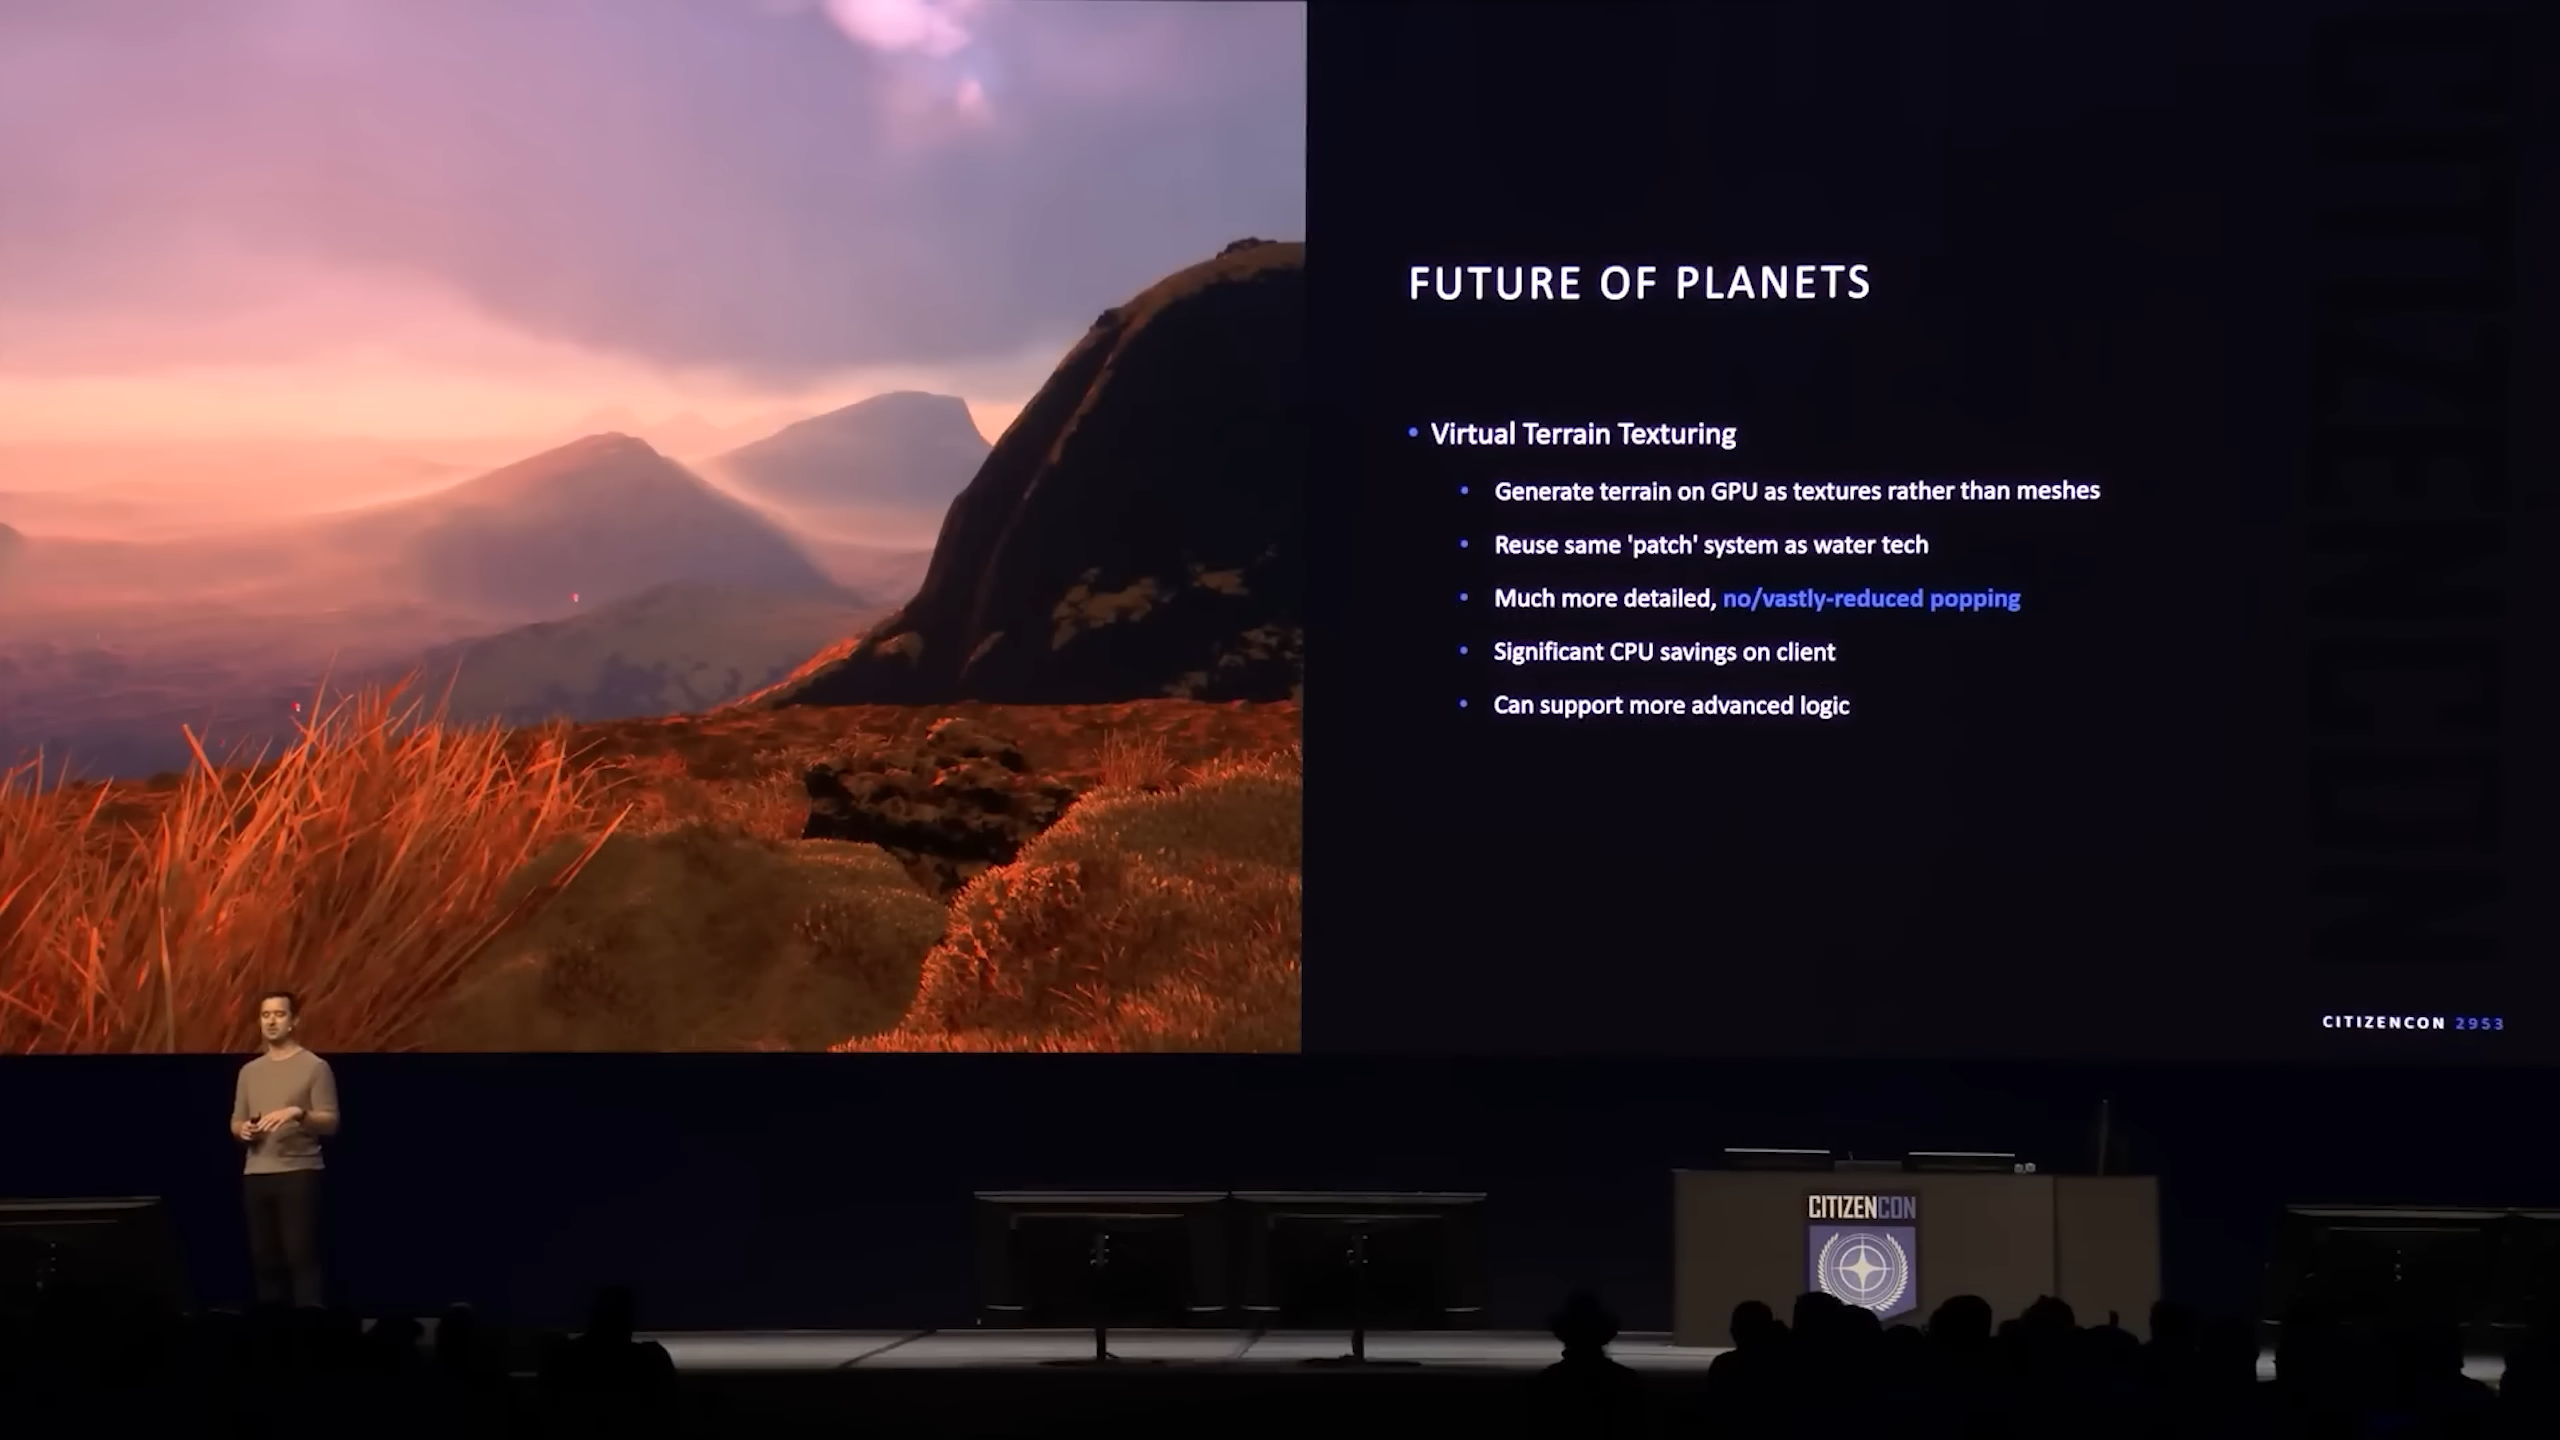 FUTURE OF PLANETS
• Virtual Terrain Texturing
• Generate terrain on GPU as textures rather than meshes
• Reuse same 'patch' system as water tech
• Much more detailed, no/vastly-reduced popping
• Significant CPU savings on client
• Can support more advanced logic
CITIZENCON 2953
CITIZENCON